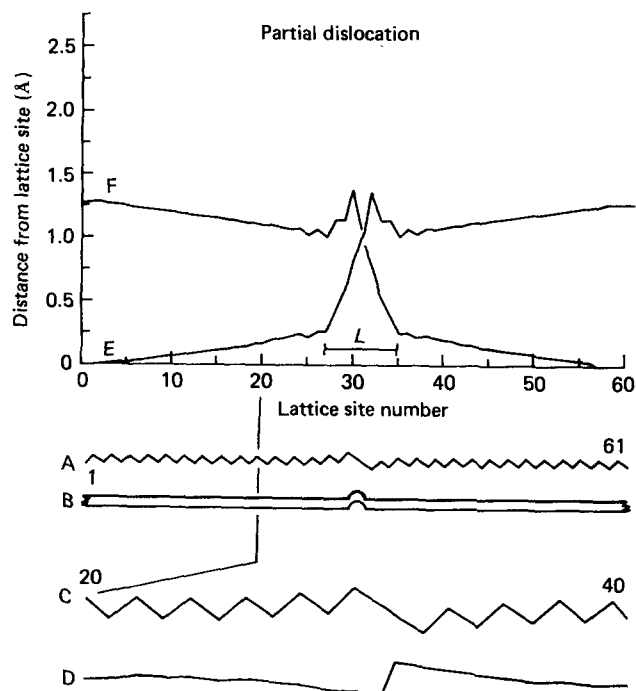 Partial dislocation
Distance from lattice site (Å)
2.5
2.0
1.5
1.0
0.5
0
F
E
L
0 10 20 30 40 50 60
Lattice site number
A
61
1
B
20
40
C
D